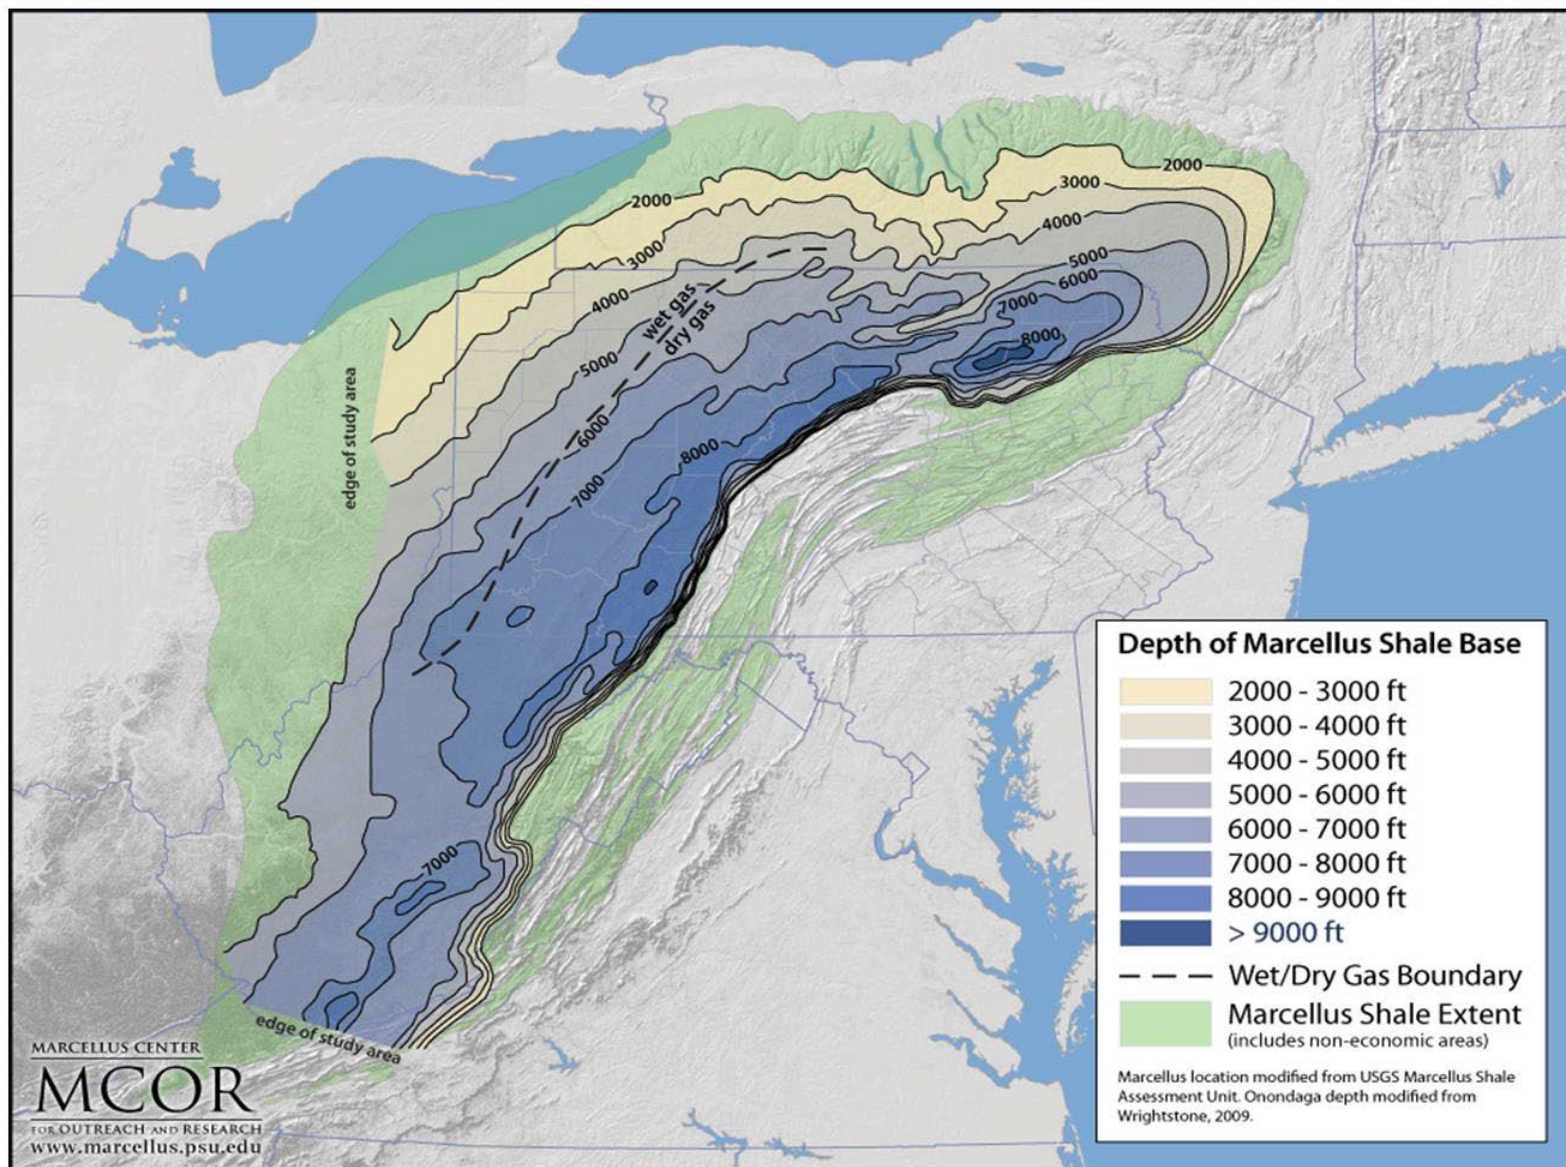 2000
2000
3000
4000
3000
5000
6000
4000
7000
wet gas
dry gas
8000
5000
edge of study area
6000
8000
7000
7000
edge of study area
Depth of Marcellus Shale Base
2000 - 3000 ft
3000 - 4000 ft
4000 - 5000 ft
5000 - 6000 ft
6000 - 7000 ft
7000 - 8000 ft
8000 - 9000 ft
> 9000 ft
Wet/Dry Gas Boundary
Marcellus Shale Extent
(includes non-economic areas)
Marcellus location modified from USGS Marcellus Shale
Assessment Unit. Onondaga depth modified from
Wrightstone, 2009.
MARCELLUS CENTER
MCOR
FOR OUTREACH AND RESEARCH
www.marcellus.psu.edu